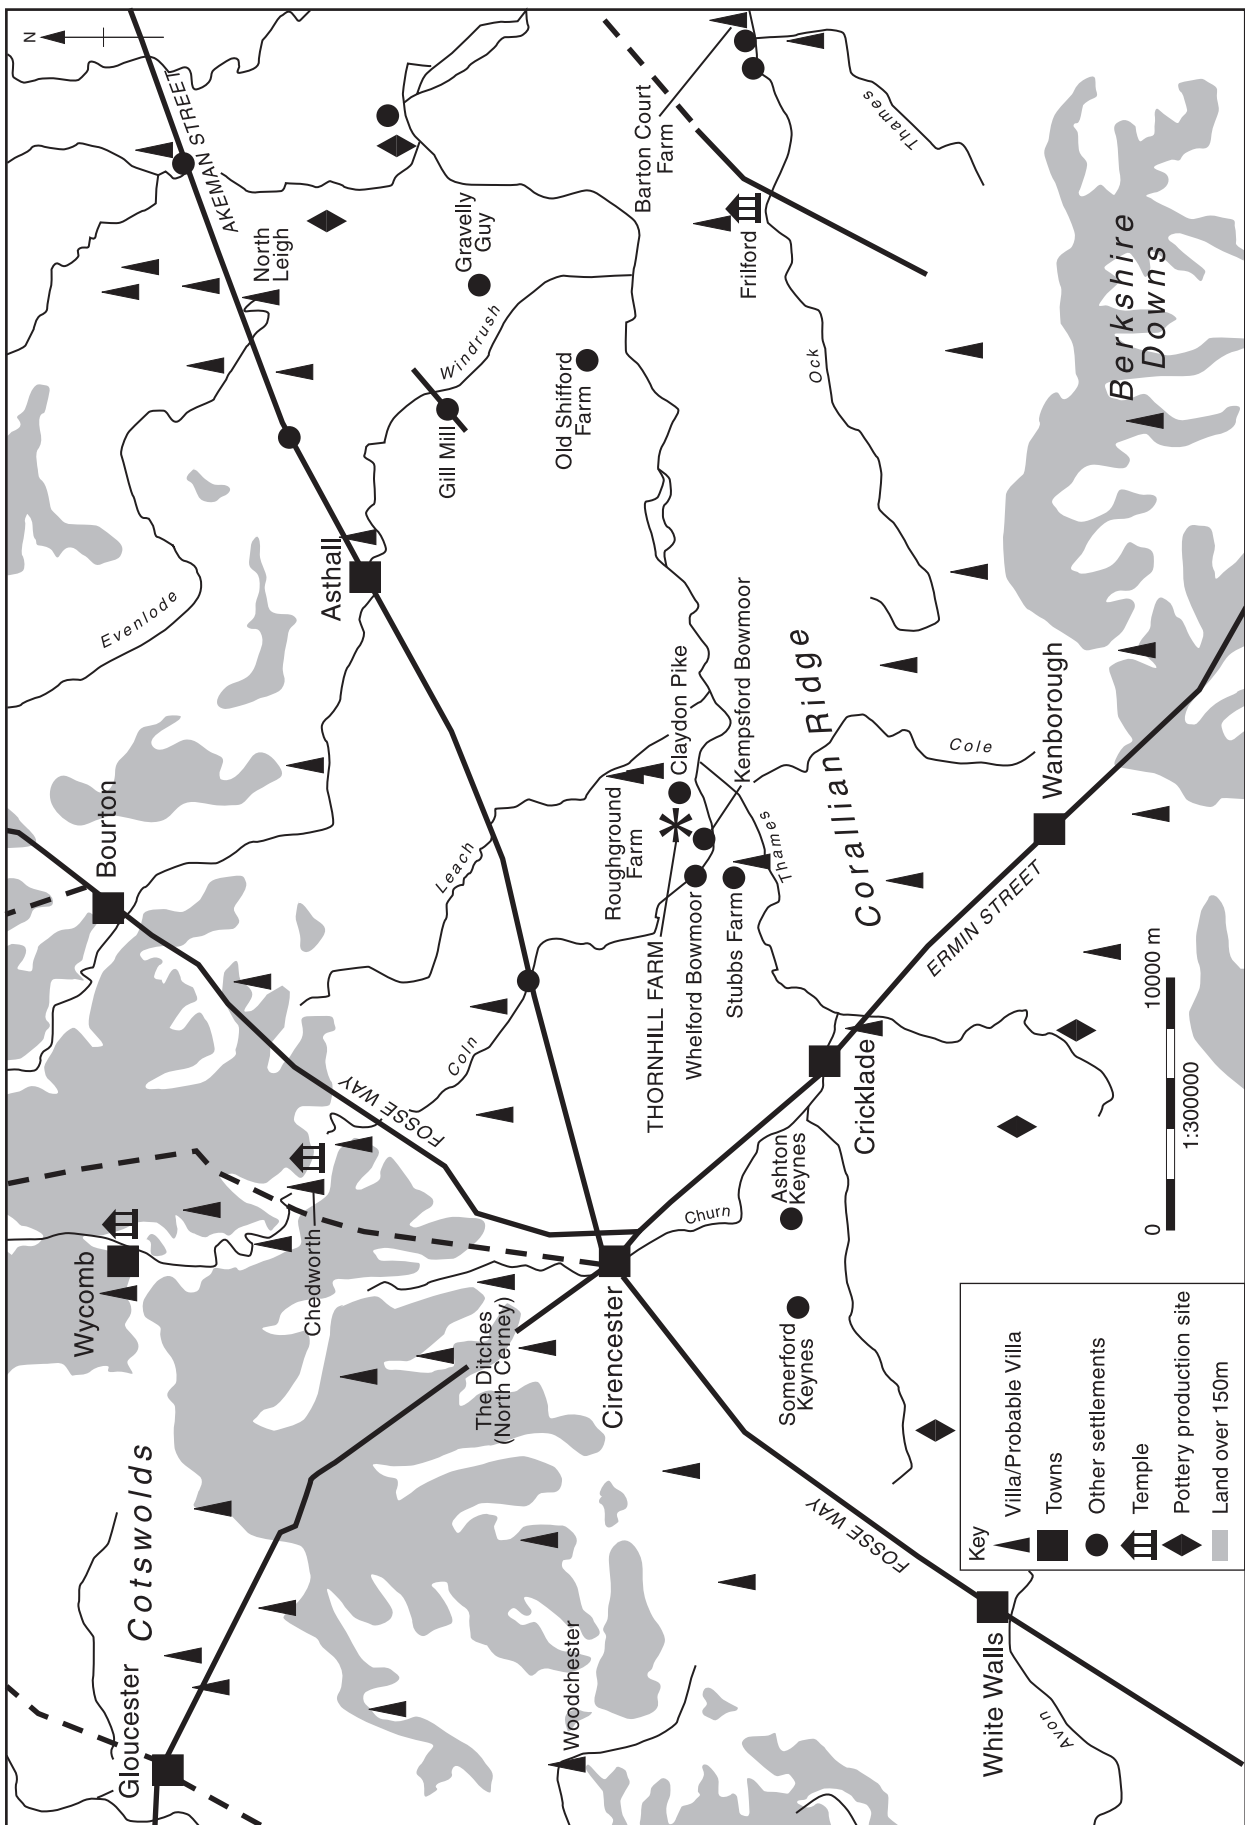 N
AKEMAN STREET
North
Leigh
Gravelly
Guy
Windrush
Barton Court
Farm
Thames
Frilford
Ock
Berkshire
Downs
Old Shifford
Farm
Gill Mill
Evenlode
Asthall
Bourton
Leach
Roughground
Farm
Claydon Pike
Kempsford Bowmoor
Thames
Corallian Ridge
Cole
Wanborough
ERMIN STREET
THORNHILL FARM
Whelford Bowmoor
Stubbs Farm
Coln
FOSSE WAY
Wycomb
Chedworth
The Ditches
(North Cerney)
Cirencester
Churn
Ashton
Keynes
Somerford
Keynes
Cricklade
Cotswolds
Gloucester
Woodchester
FOSSE WAY
White Walls
Avon
0
10000 m
1:300000
Key
Villa/Probable Villa
Towns
Other settlements
Temple
Pottery production site
Land over 150m